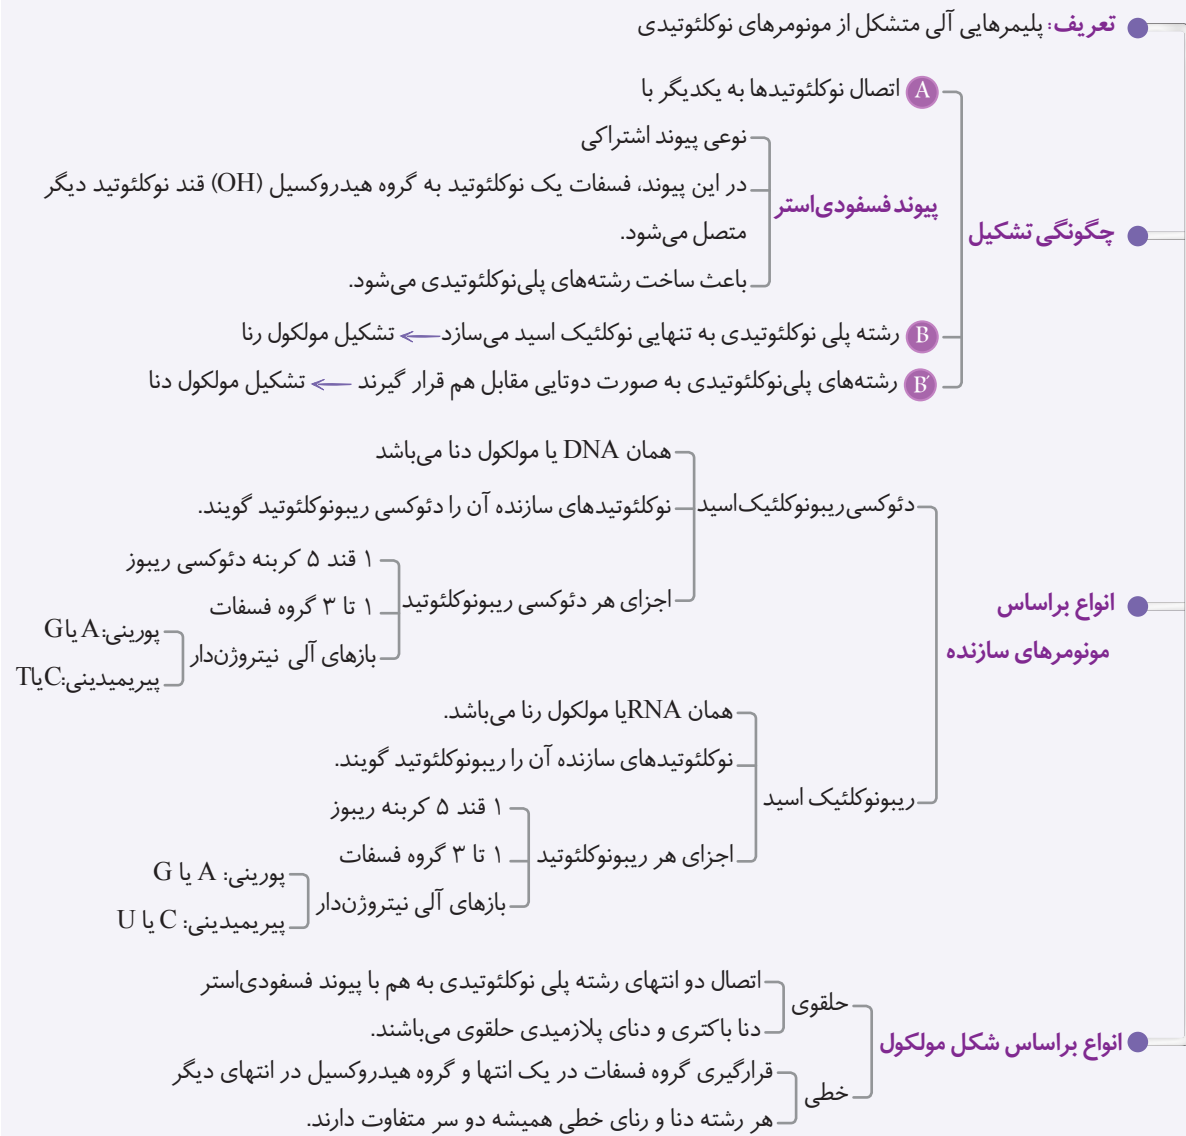 تعریف: پلیمرهایی آلی متشکل از مونومرهای نوکلئوتیدی
چگونگی تشکیل
A اتصال نوکلئوتیدها به یکدیگر با
پیوند فسفودی‌استر
نوعی پیوند اشتراکی
در این پیوند، فسفات یک نوکلئوتید به گروه هیدروکسیل (OH) قند نوکلئوتید دیگر
متصل می‌شود.
باعث ساخت رشته‌های پلی‌نوکلئوتیدی می‌شود.
B رشته پلی نوکلئوتیدی به تنهایی نوکلئیک اسید می‌سازد ← تشکیل مولکول رنا
B′ رشته‌های پلی‌نوکلئوتیدی به صورت دوتایی مقابل هم قرار گیرند ← تشکیل مولکول دنا
انواع براساس
مونومرهای سازنده
دئوکسی‌ریبونوکلئیک‌اسید
همان DNA یا مولکول دنا می‌باشد
نوکلئوتیدهای سازنده آن را دئوکسی ریبونوکلئوتید گویند.
اجزای هر دئوکسی ریبونوکلئوتید
۱ قند ۵ کربنه دئوکسی ریبوز
۱ تا ۳ گروه فسفات
بازهای آلی نیتروژن‌دار
پورینی:A یاG
پیریمیدینی:CیاT
ریبونوکلئیک اسید
همان RNAیا مولکول رنا می‌باشد.
نوکلئوتیدهای سازنده آن را ریبونوکلئوتید گویند.
اجزای هر ریبونوکلئوتید
۱ قند ۵ کربنه ریبوز
۱ تا ۳ گروه فسفات
بازهای آلی نیتروژن‌دار
پورینی: A یا G
پیریمیدینی: C یا U
انواع براساس شکل مولکول
حلقوی
اتصال دو انتهای رشته پلی نوکلئوتیدی به هم با پیوند فسفودی‌استر
دنا باکتری و دنای پلازمیدی حلقوی می‌باشند.
خطی
قرارگیری گروه فسفات در یک انتها و گروه هیدروکسیل در انتهای دیگر
هر رشته دنا و رنای خطی همیشه دو سر متفاوت دارند.